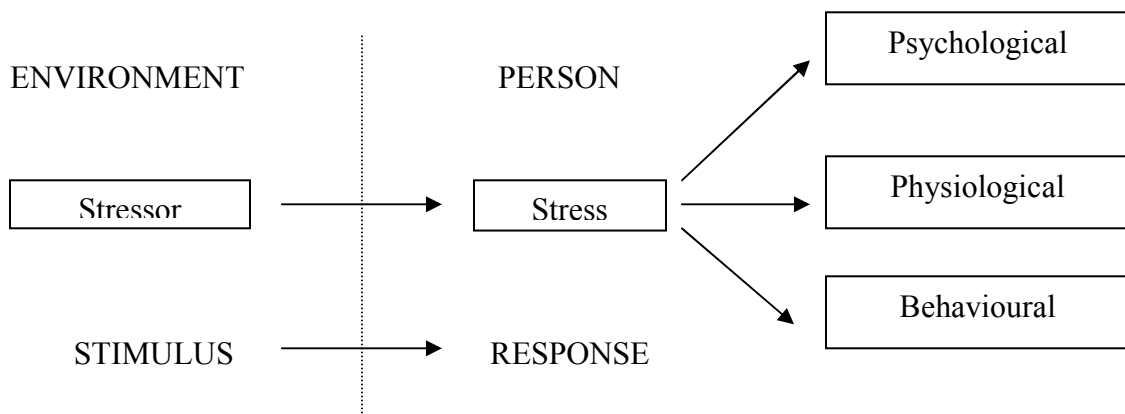 Psychological
ENVIRONMENT
PERSON
Physiological
Stressor
Stress
Behavioural
STIMULUS
RESPONSE